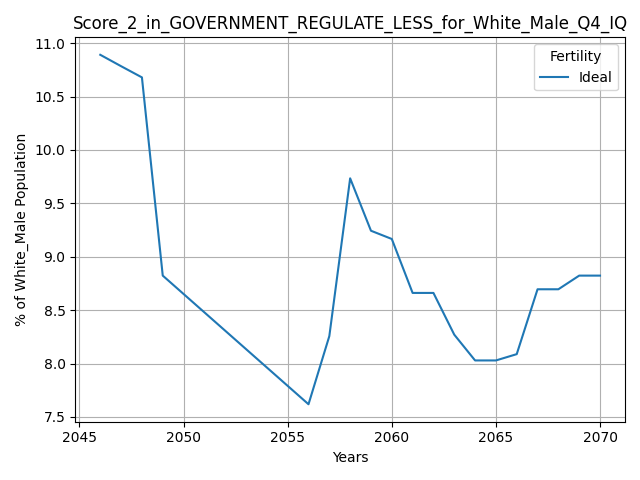 Score_2_in_GOVERNMENT_REGULATE_LESS_for_White_Male_Q4_IQ
Fertility
Ideal
% of White_Male Population
11.0
10.5
10.0
9.5
9.0
8.5
8.0
7.5
2045
2050
2055
2060
2065
2070
Years